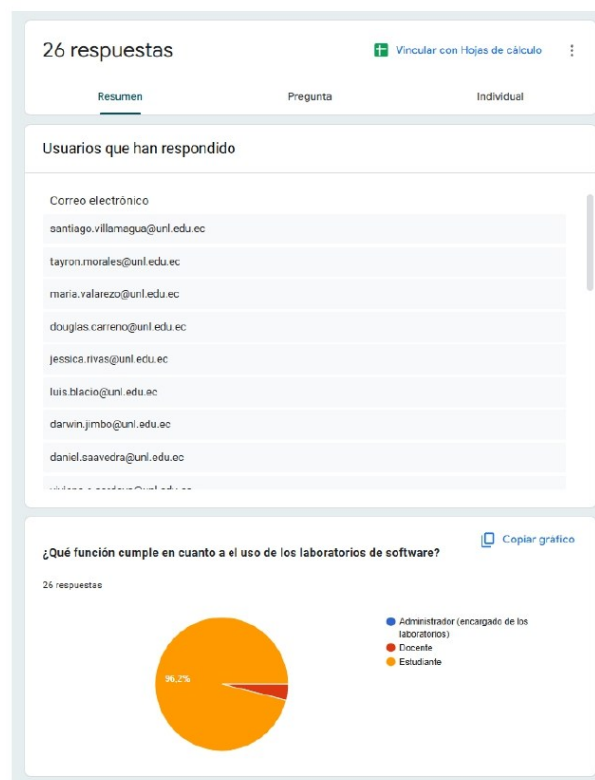 26 respuestas
Vincular con Hojas de cálculo
Resumen
Pregunta
Individual
Usuarios que han respondido
Correo electrónico
santiago.villamagua@unl.edu.ec
tayron.morales@unl.edu.ec
maria.valarezo@unl.edu.ec
douglas.carreno@unl.edu.ec
jessica.rivas@unl.edu.ec
luis.blacio@unl.edu.ec
darwin.jimbo@unl.edu.ec
daniel.saavedra@unl.edu.ec
Copiar gráfico
¿Qué función cumple en cuanto a el uso de los laboratorios de software?
26 respuestas
Administrador (encargado de los
laboratorios)
Docente
Estudiante
96,2%